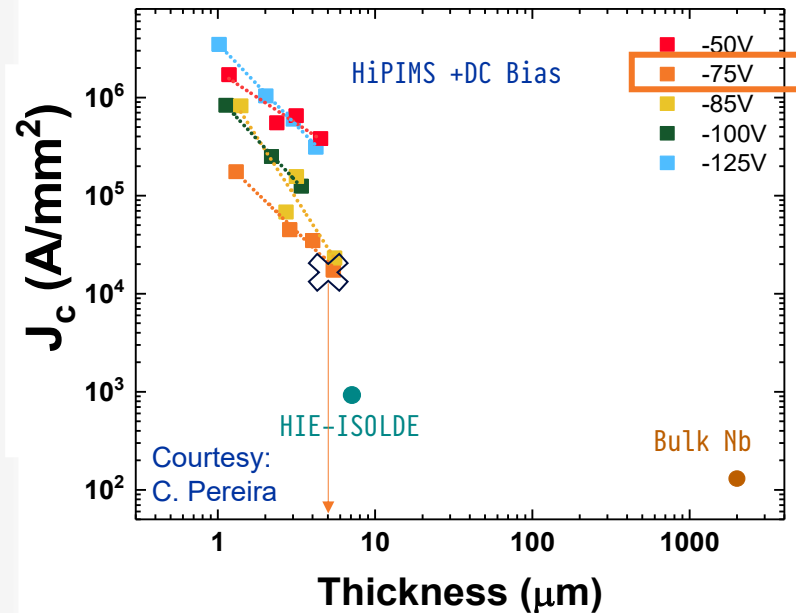 HiPIMS +DC Bias
-50V
-75V
-85V
-100V
-125V
J_c (A/mm²)
10⁶
10⁵
10⁴
10³
10²
HIE-ISOLDE
Bulk Nb
Courtesy:
C. Pereira
1
10
100
1000
Thickness (μm)